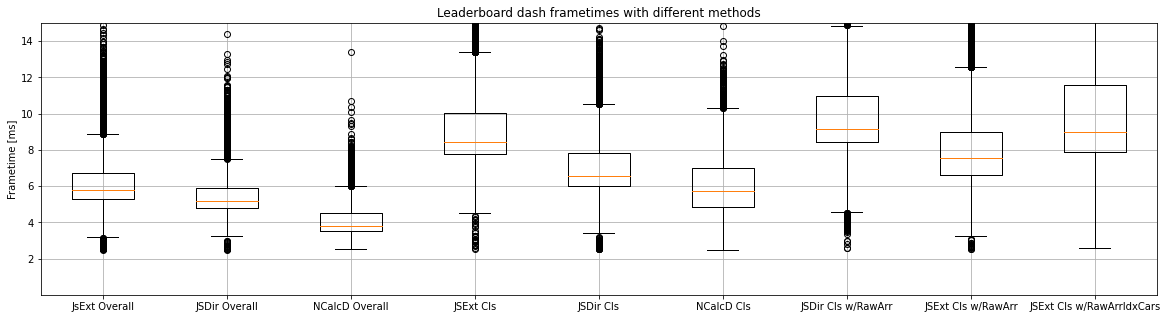 Leaderboard dash frametimes with different methods
Frametime [ms]
14
12
10
8
6
4
2
JsExt Overall
JSDir Overall
NCalcD Overall
JSExt Cls
JSDir Cls
NCalcD Cls
JSDir Cls w/RawArr
JSExt Cls w/RawArr
JSExt Cls w/RawArrIdxCars